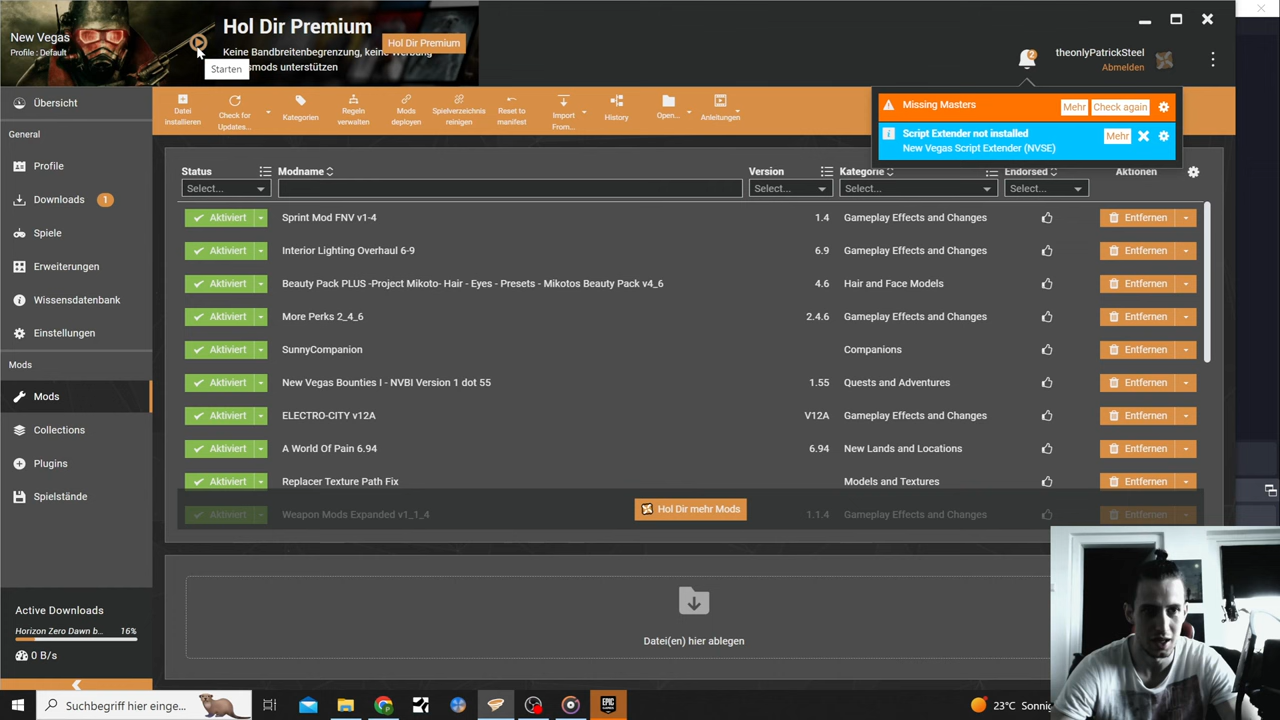 New Vegas
Profile : Default
Starten
Hol Dir Premium
Keine Bandbreitenbegrenzung, keine Werbung
mods unterstützen
Hol Dir Premium
2
theonlyPatrickSteel
Abmelden
Übersicht
General
Profile
Downloads 1
Spiele
Erweiterungen
Wissensdatenbank
Einstellungen
Mods
Mods
Collections
Plugins
Spielstände
Active Downloads
Horizon Zero Dawn b... 16%
0 B/s
Datei installieren
Check for Updates...
Kategorien
Regeln verwalten
Mods deployen
Spielverzeichnis reinigen
Reset to manifest
Import From...
History
Open...
Anleitungen
Missing Masters Mehr Check again
Script Extender not installed Mehr
New Vegas Script Extender (NVSE)
Status Modname Version Kategorie Endorsed Aktionen
Select... Select... Select... Select...
Aktiviert Sprint Mod FNV v1-4 1.4 Gameplay Effects and Changes Entfernen
Aktiviert Interior Lighting Overhaul 6-9 6.9 Gameplay Effects and Changes Entfernen
Aktiviert Beauty Pack PLUS -Project Mikoto- Hair - Eyes - Presets - Mikotos Beauty Pack v4_6 4.6 Hair and Face Models Entfernen
Aktiviert More Perks 2_4_6 2.4.6 Gameplay Effects and Changes Entfernen
Aktiviert SunnyCompanion Companions Entfernen
Aktiviert New Vegas Bounties I - NVBI Version 1 dot 55 1.55 Quests and Adventures Entfernen
Aktiviert ELECTRO-CITY v12A V12A Gameplay Effects and Changes Entfernen
Aktiviert A World Of Pain 6.94 6.94 New Lands and Locations Entfernen
Aktiviert Replacer Texture Path Fix Models and Textures Entfernen
Aktiviert Weapon Mods Expanded v1_1_4 1.1.4 Gameplay Effects and Changes Entfernen
Hol Dir mehr Mods
Datei(en) hier ablegen
Suchbegriff hier einge...
EPIC
23°C Sonnig